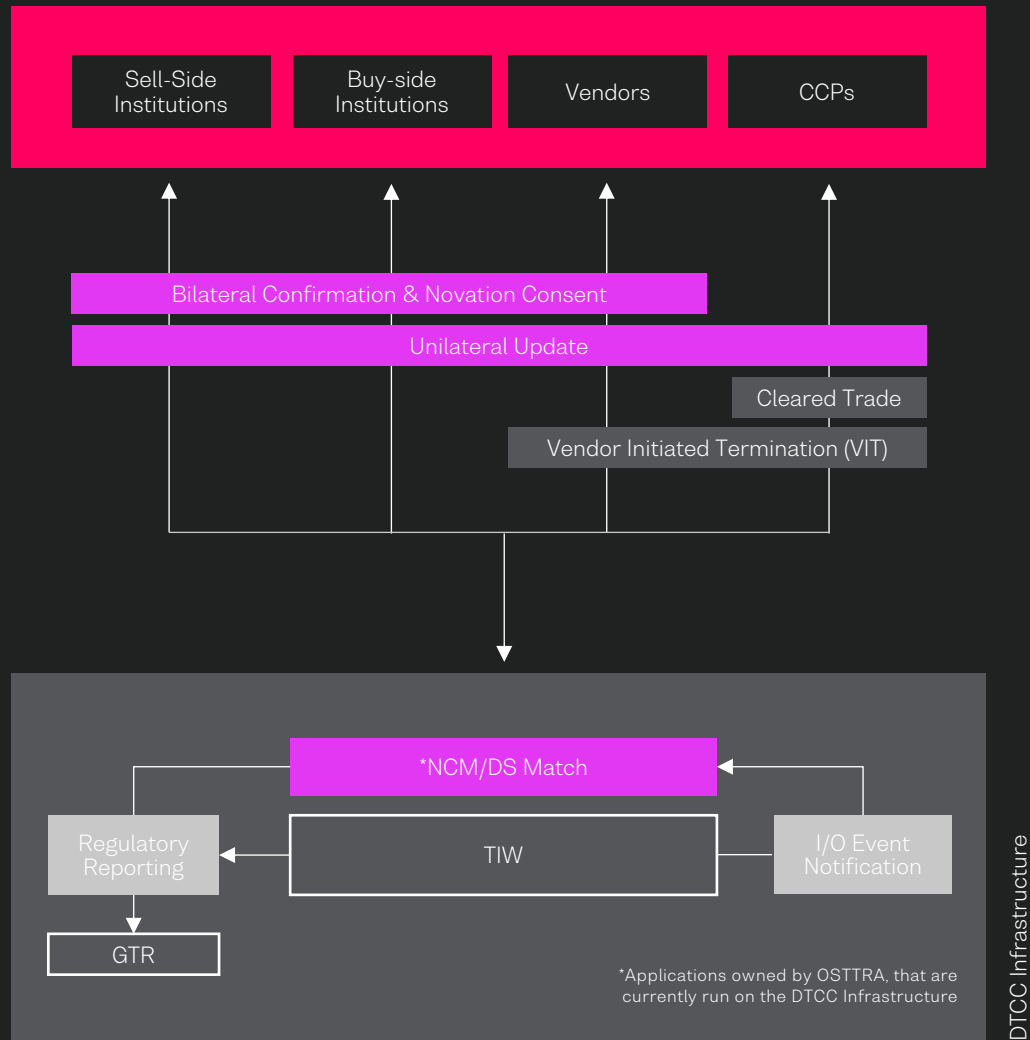 Sell-Side
Institutions
Buy-side
Institutions
Vendors
CCPs
Bilateral Confirmation & Novation Consent
Unilateral Update
Cleared Trade
Vendor Initiated Termination (VIT)
*NCM/DS Match
Regulatory
Reporting
TIW
I/O Event
Notification
GTR
*Applications owned by OSTTRA, that are
currently run on the DTCC Infrastructure
DTCC Infrastructure